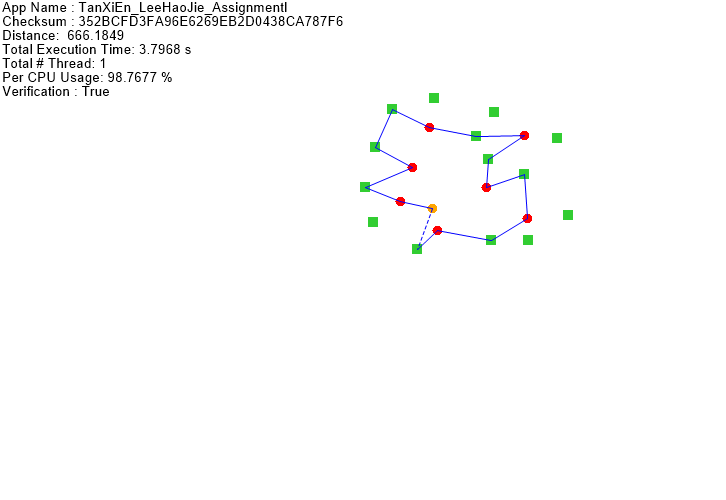 App Name : TanXiEn_LeeHaoJie_AssignmentI
Checksum : 352BCFD3FA96E6269EB2D0438CA787F6
Distance:  666.1849
Total Execution Time: 3.7968 s
Total # Thread: 1
Per CPU Usage: 98.7677 %
Verification : True